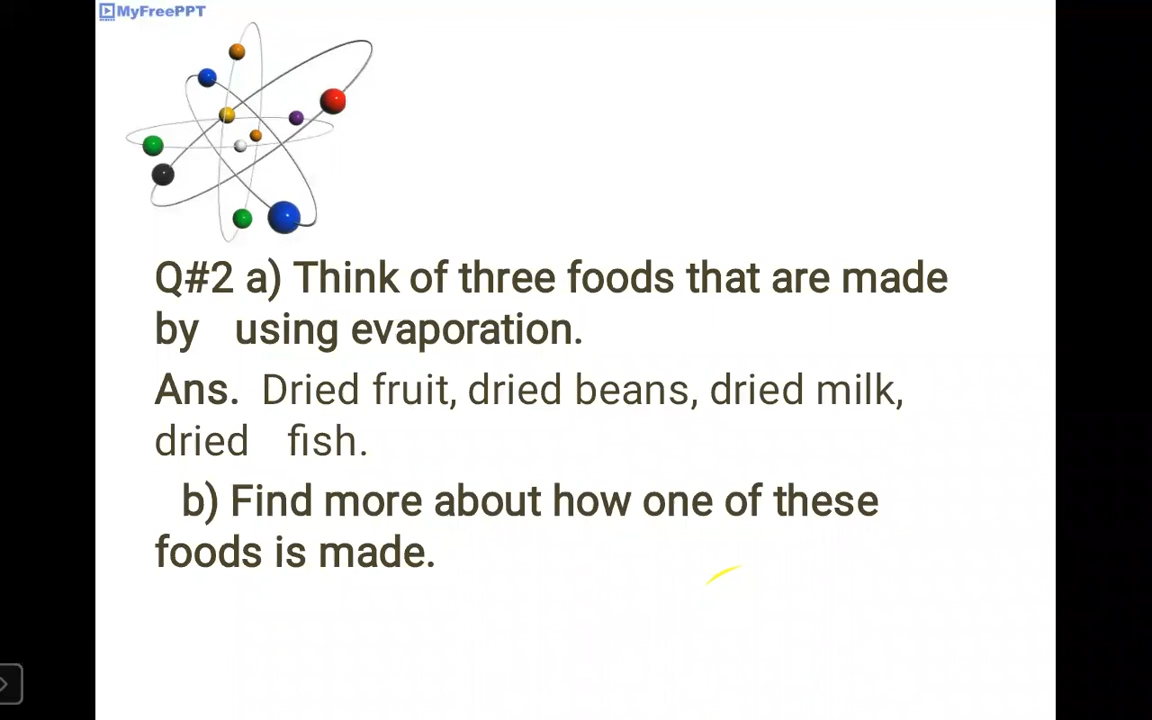 MyFreePPT
Q#2 a) Think of three foods that are made
by using evaporation.
Ans. Dried fruit, dried beans, dried milk,
dried fish.
b) Find more about how one of these
foods is made.